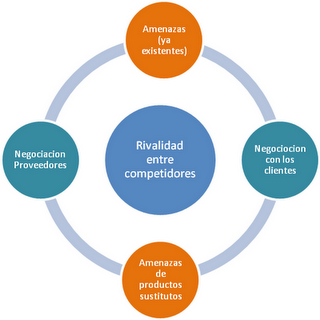 Amenazas
(ya
existentes)
Negociacion
Proveedores
Rivalidad
entre
competidores
Negociocion
con los
clientes
Amenazas
de
productos
sustitutos